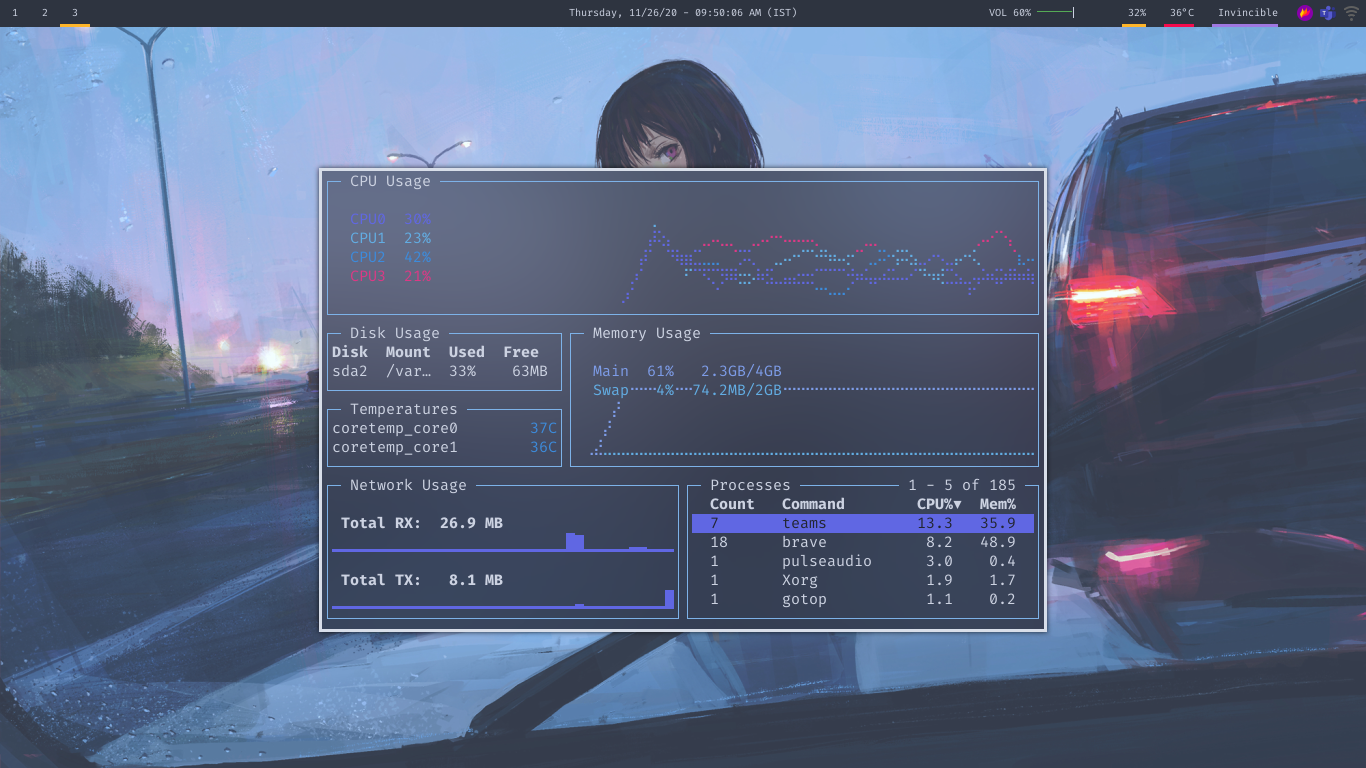 1 2 3 Thursday, 11/26/20 - 09:50:06 AM (IST) VOL 60% 32% 36°C Invincible
CPU Usage
CPU0 30%
CPU1 23%
CPU2 42%
CPU3 21%
Disk Usage
Disk Mount Used Free
sda2 /var… 33% 63MB
Temperatures
coretemp_core0 37C
coretemp_core1 36C
Memory Usage
Main 61% 2.3GB/4GB
Swap 4% 74.2MB/2GB
Network Usage
Total RX: 26.9 MB
Total TX: 8.1 MB
Processes 1 - 5 of 185
Count Command CPU%▼ Mem%
7 teams 13.3 35.9
18 brave 8.2 48.9
1 pulseaudio 3.0 0.4
1 Xorg 1.9 1.7
1 gotop 1.1 0.2